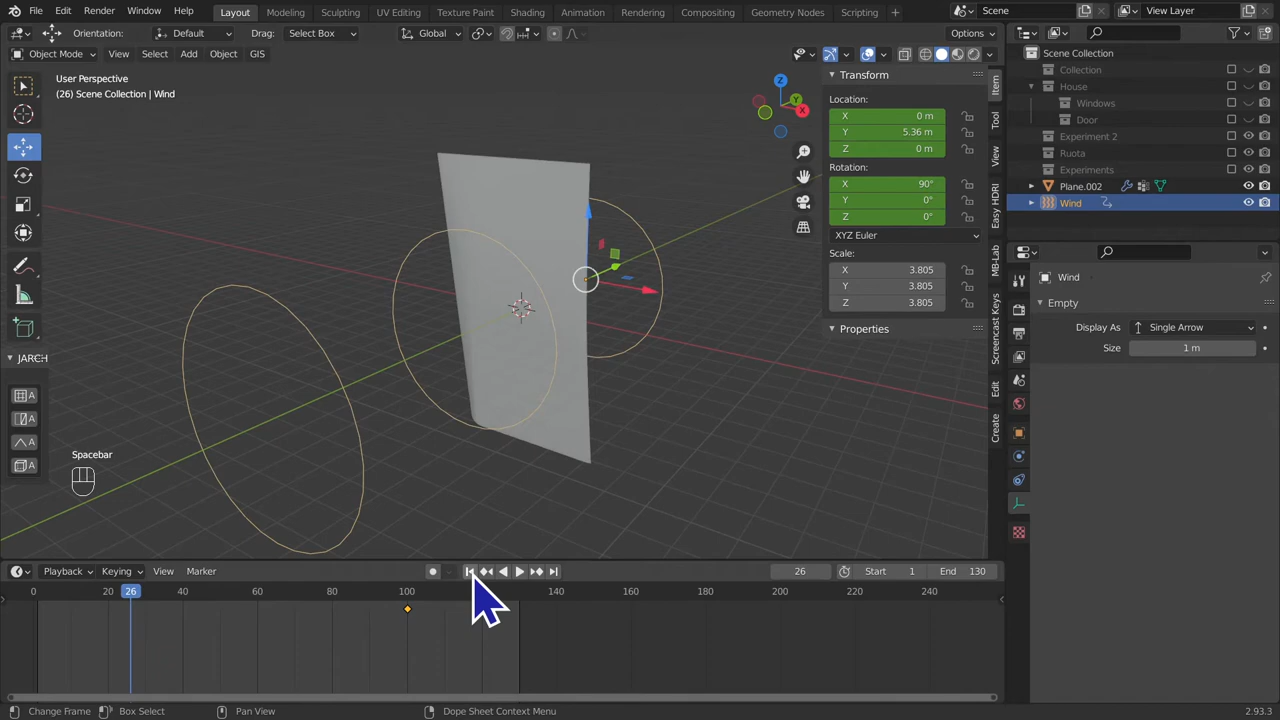 File Edit Render Window Help Layout Modeling Sculpting UV Editing Texture Paint Shading Animation Rendering Compositing Geometry Nodes Scripting + Scene View Layer
Orientation: Default Drag: Select Box Global Options
Object Mode View Select Add Object GIS
User Perspective
(26) Scene Collection | Wind
Z
Y
X
JARCH
A
A
A
A
Spacebar
Transform
Location:
X 0 m
Y 5.36 m
Z 0 m
Rotation:
X 90°
Y 0°
Z 0°
XYZ Euler
Scale:
X 3.805
Y 3.805
Z 3.805
Properties
Item
Tool
View
Easy HDRI
MB-Lab
Screencast Keys
Edit
Create
Scene Collection
Collection
House
Windows
Door
Experiment 2
Ruota
Experiments
Plane.002
Wind
Wind
Empty
Display As Single Arrow
Size 1 m
Playback Keying View Marker 26 Start 1 End 130
0 20 26 40 60 80 100 140 160 180 200 220 240
Change Frame Box Select Pan View Dope Sheet Context Menu 2.93.3